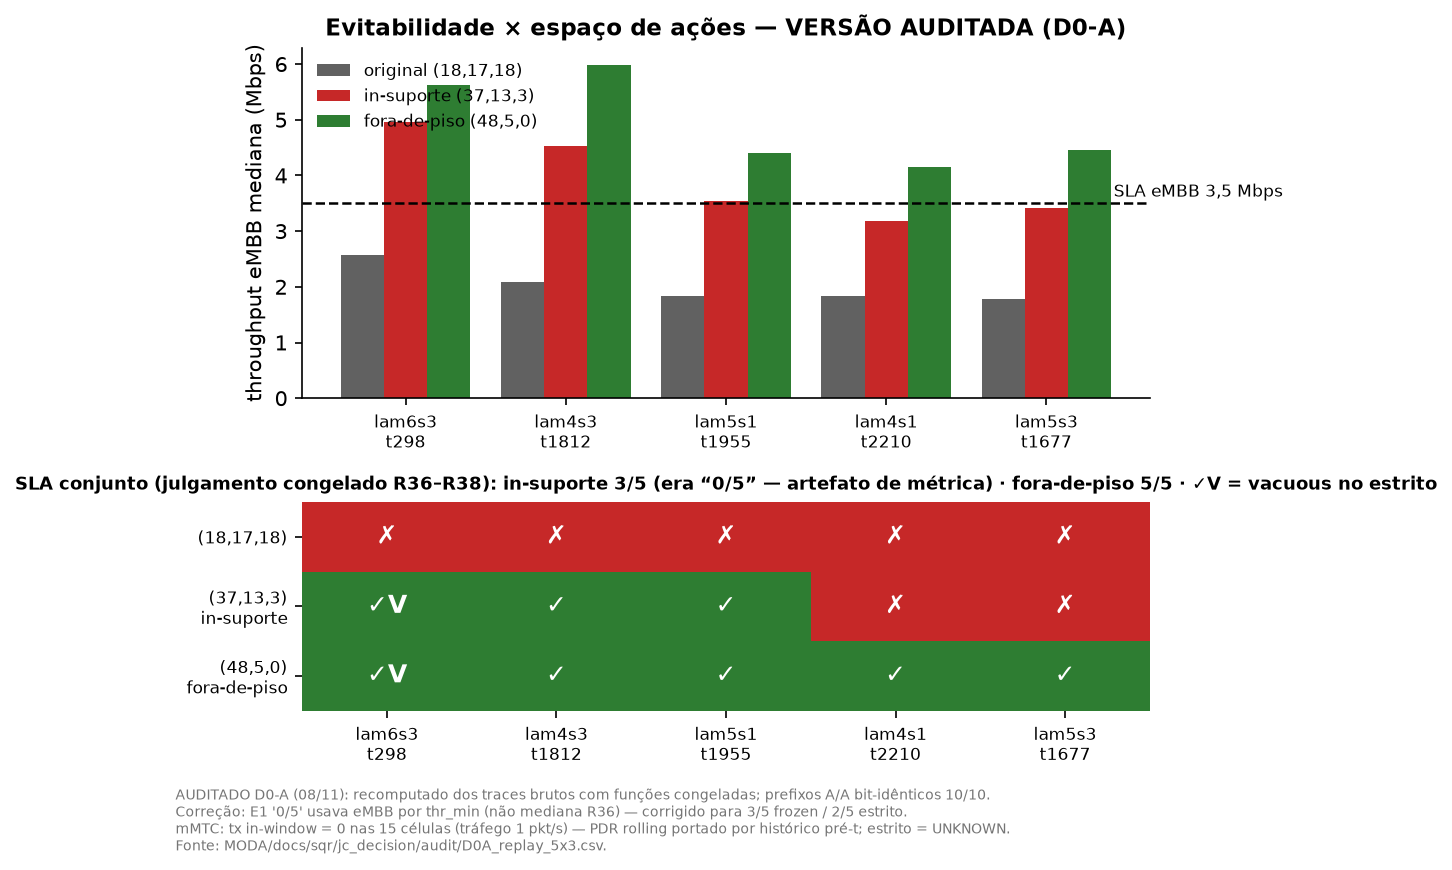 Evitabilidade × espaço de ações — VERSÃO AUDITADA (D0-A)
throughput eMBB mediana (Mbps)
6
5
4
3
2
1
0
original (18,17,18)
in-suporte (37,13,3)
fora-de-piso (48,5,0)
SLA eMBB 3,5 Mbps
lam6s3 lam4s3 lam5s1 lam4s1 lam5s3
t298 t1812 t1955 t2210 t1677
SLA conjunto (julgamento congelado R36–R38): in-suporte 3/5 (era “0/5” — artefato de métrica) · fora-de-piso 5/5 · ✓V = vacuous no estrito
(18,17,18) ✗ ✗ ✗ ✗ ✗
(37,13,3)
in-suporte
✓V ✓ ✓ ✗ ✗
(48,5,0)
fora-de-piso
✓V ✓ ✓ ✓ ✓
lam6s3 lam4s3 lam5s1 lam4s1 lam5s3
t298 t1812 t1955 t2210 t1677
AUDITADO D0-A (08/11): recomputado dos traces brutos com funções congeladas; prefixos A/A bit-idênticos 10/10.
Correção: E1 '0/5' usava eMBB por thr_min (não mediana R36) — corrigido para 3/5 frozen / 2/5 estrito.
mMTC: tx in-window = 0 nas 15 células (tráfego 1 pkt/s) — PDR rolling portado por histórico pré-t; estrito = UNKNOWN.
Fonte: MODA/docs/sqr/jc_decision/audit/D0A_replay_5x3.csv.